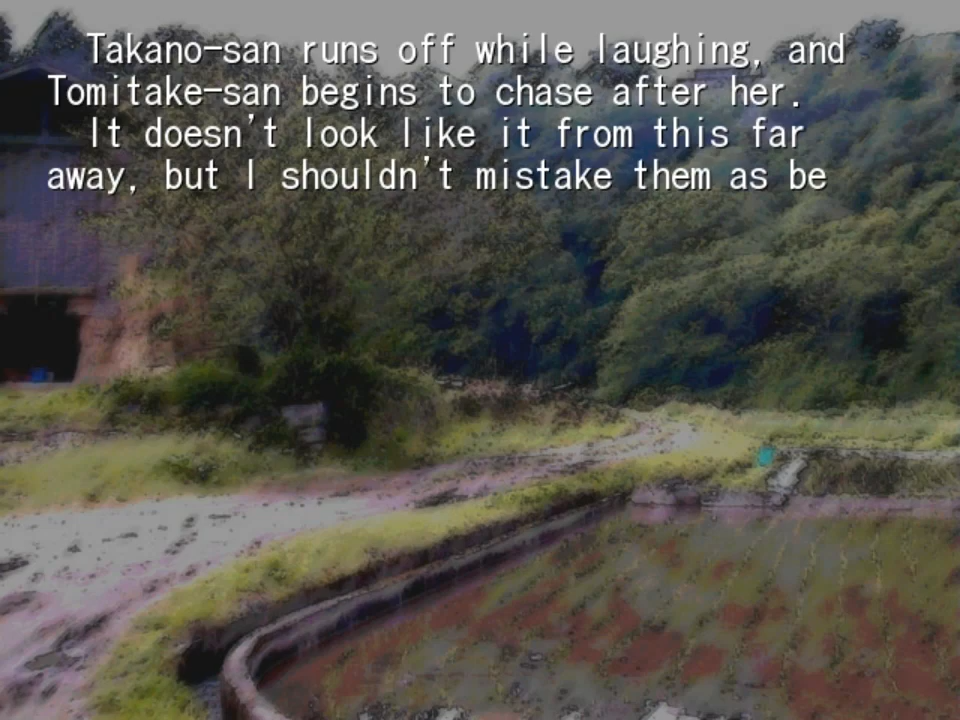 Takano-san runs off while laughing, and
Tomitake-san begins to chase after her.
It doesn't look like it from this far
away, but I shouldn't mistake them as be